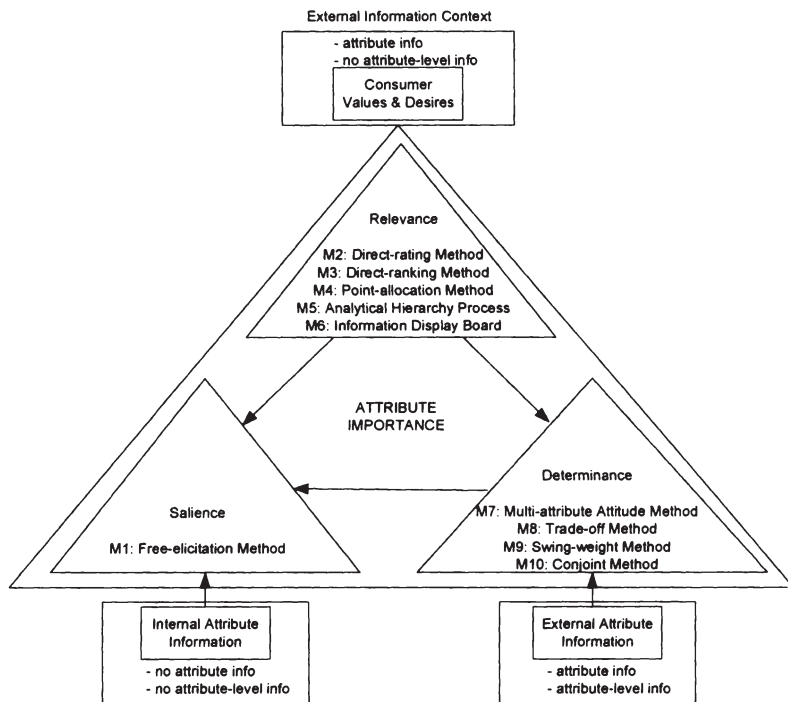 External Information Context
- attribute info
- no attribute-level info
Consumer
Values & Desires
Relevance
M2: Direct-rating Method
M3: Direct-ranking Method
M4: Point-allocation Method
M5: Analytical Hierarchy Process
M6: Information Display Board
ATTRIBUTE
IMPORTANCE
Salience
M1: Free-elicitation Method
Determinance
M7: Multi-attribute Attitude Method
M8: Trade-off Method
M9: Swing-weight Method
M10: Conjoint Method
Internal Attribute
Information
- no attribute info
- no attribute-level info
External Attribute
Information
- attribute info
- attribute-level info